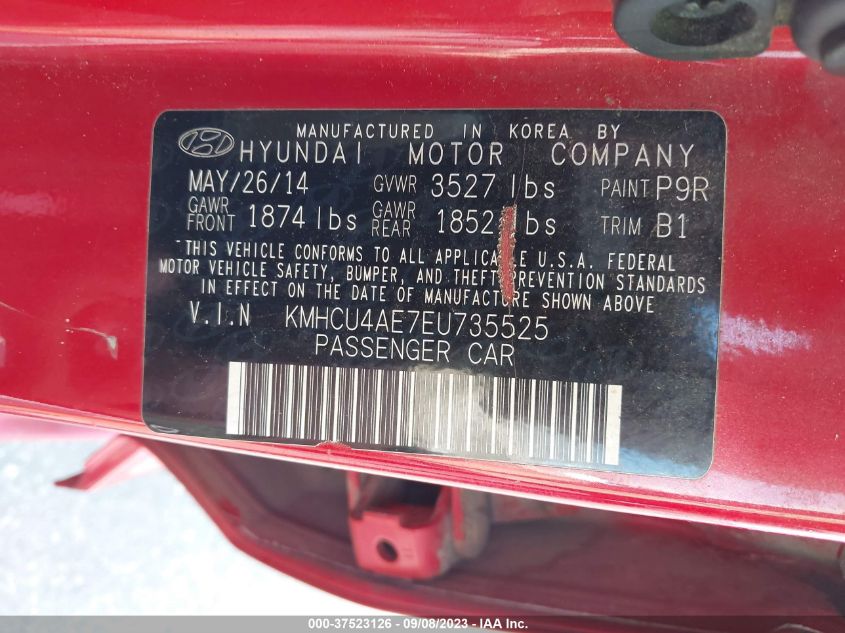 MANUFACTURED IN KOREA BY
HYUNDAI MOTOR COMPANY
MAY/26/14 GVWR 3527 lbs PAINT P9R
GAWR FRONT 1874 lbs GAWR REAR 1852 lbs TRIM B1
THIS VEHICLE CONFORMS TO ALL APPLICABLE U.S.A. FEDERAL
MOTOR VEHICLE SAFETY, BUMPER, AND THEFT PREVENTION STANDARDS
IN EFFECT ON THE DATE OF MANUFACTURE SHOWN ABOVE
V.I.N KMHCU4AE7EU735525
PASSENGER CAR
000-37523126 - 09/08/2023 - IAA Inc.